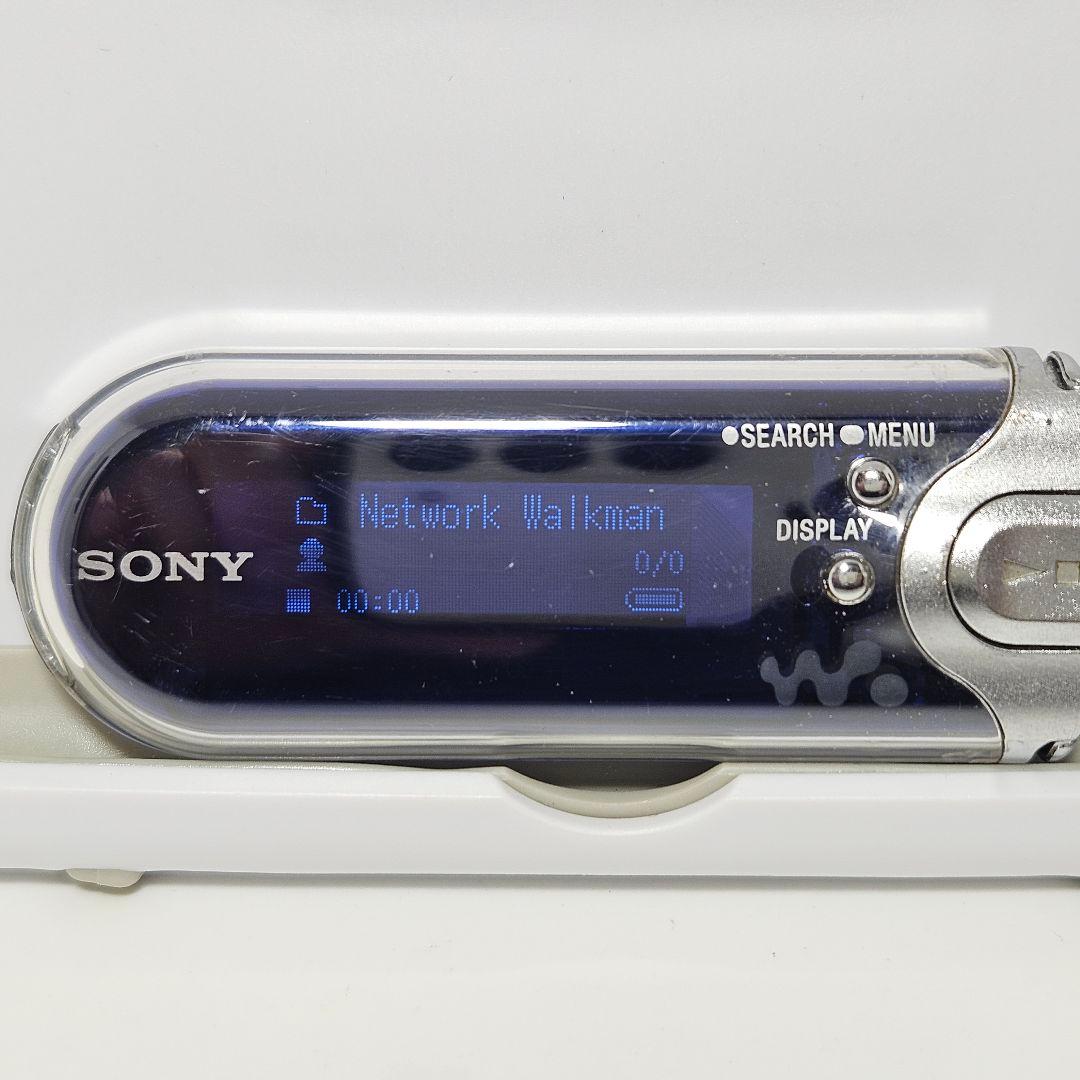 ●SEARCH ●MENU
Network Walkman
DISPLAY
SONY
0/0
00:00